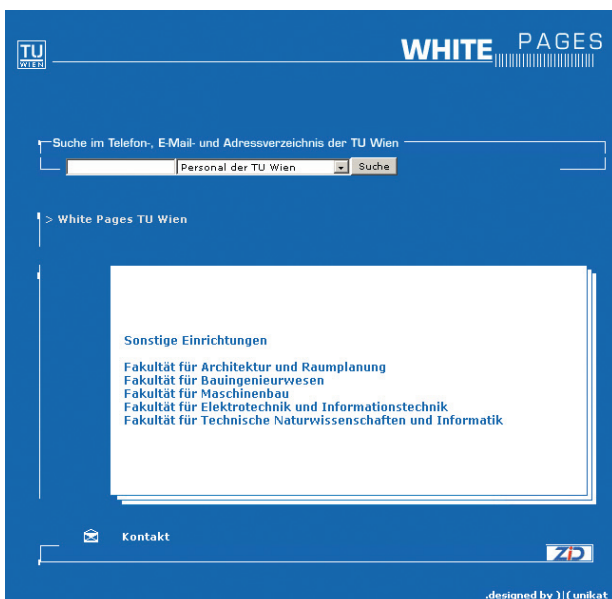 TU
WIEN
WHITE PAGES
Suche im Telefon-, E-Mail- und Adressverzeichnis der TU Wien
Personal der TU Wien Suche
> White Pages TU Wien
Sonstige Einrichtungen
Fakultät für Architektur und Raumplanung
Fakultät für Bauingenieurwesen
Fakultät für Maschinenbau
Fakultät für Elektrotechnik und Informationstechnik
Fakultät für Technische Naturwissenschaften und Informatik
Kontakt
ZID
.designed by )|( unikat